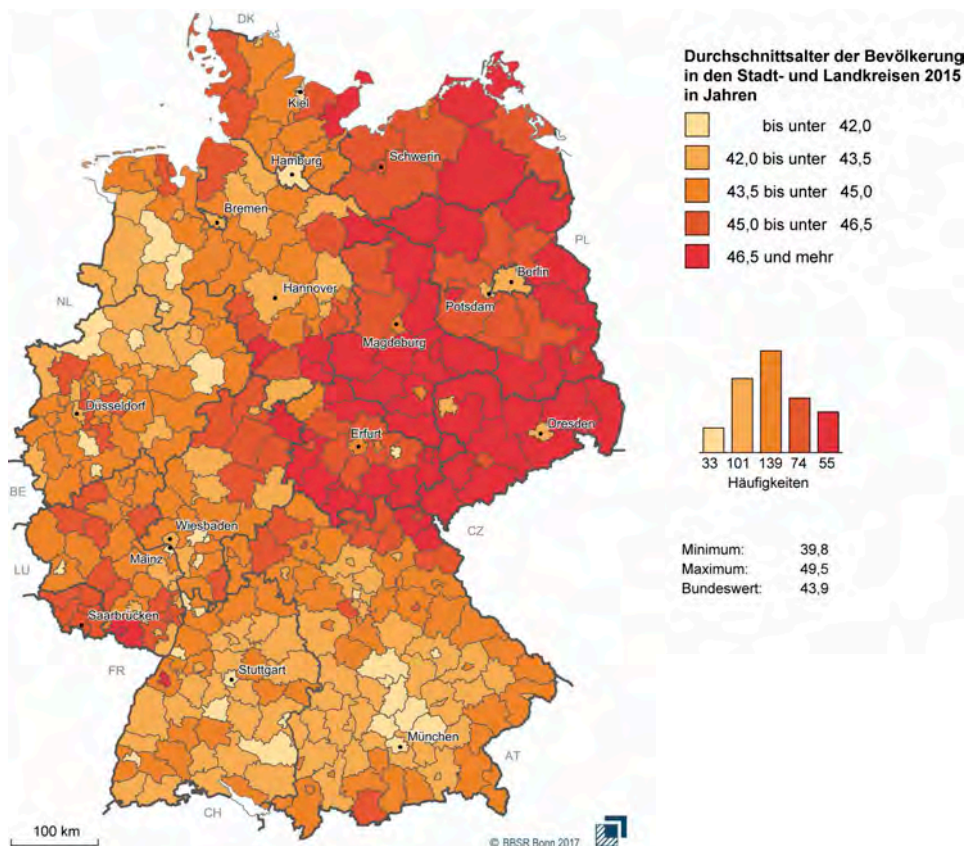 DK
Kiel
Hamburg
Schwerin
Bremen
PL
Berlin
Hannover
Potsdam
NL
Magdeburg
Düsseldorf
Erfurt
Dresden
BE
Wiesbaden
CZ
Mainz
LU
Saarbrücken
FR
Stuttgart
München
AT
CH
100 km
© BBSR Bonn 2017
Durchschnittsalter der Bevölkerung
in den Stadt- und Landkreisen 2015
in Jahren
bis unter 42,0
42,0 bis unter 43,5
43,5 bis unter 45,0
45,0 bis unter 46,5
46,5 und mehr
33 101 139 74 55
Häufigkeiten
Minimum: 39,8
Maximum: 49,5
Bundeswert: 43,9